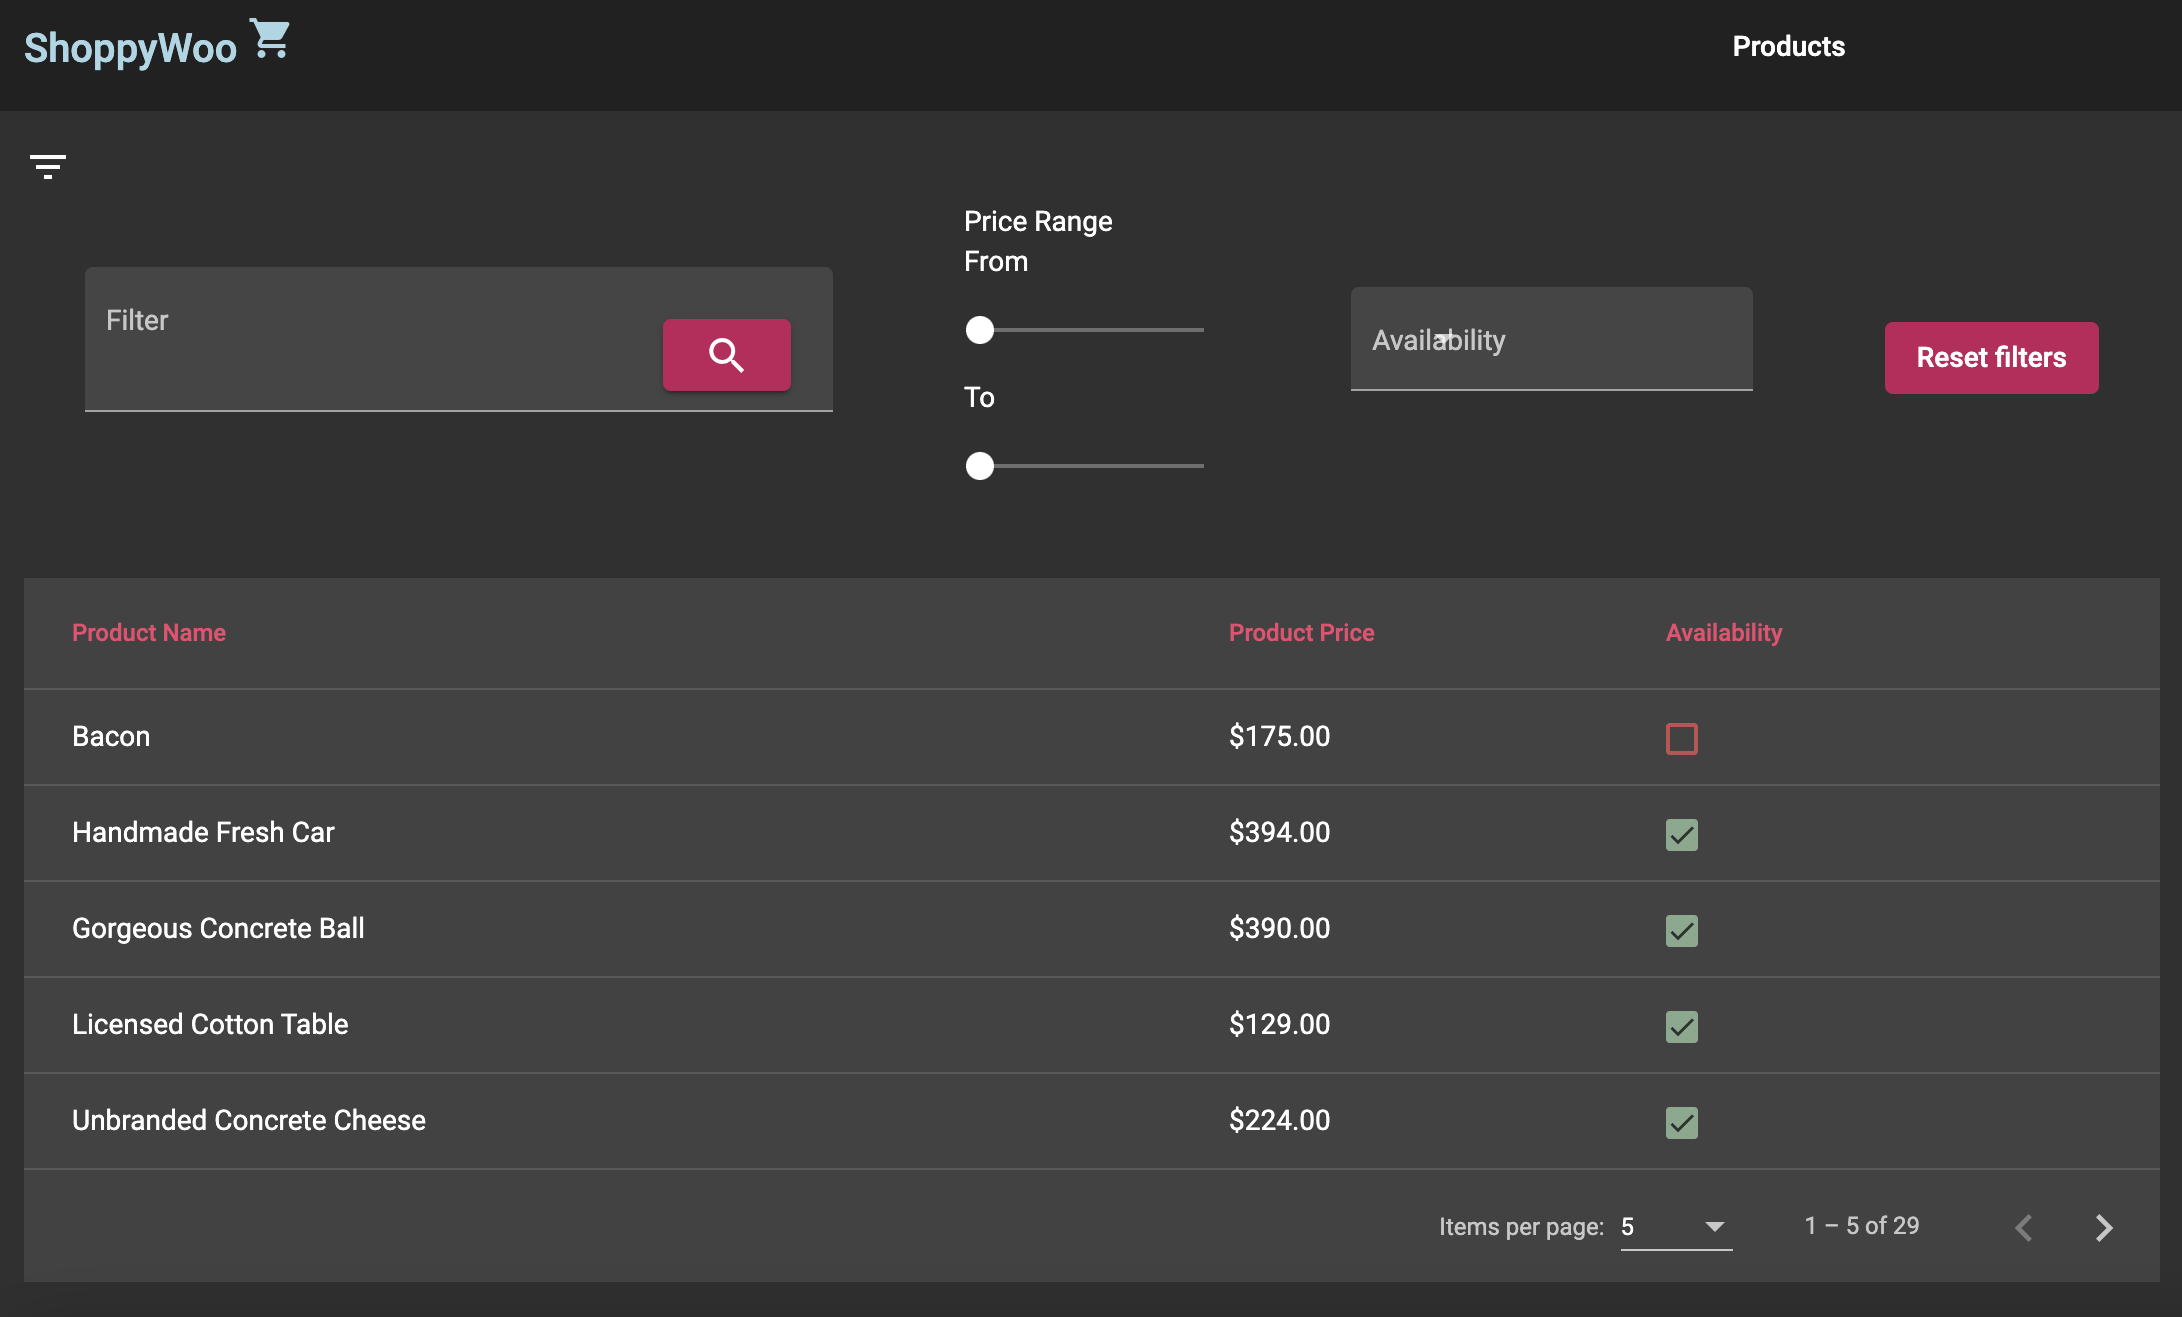 ShoppyWoo
Products
Price Range
From
Filter
Availability
Reset filters
To
Product Name Product Price Availability
Bacon $175.00
Handmade Fresh Car $394.00
Gorgeous Concrete Ball $390.00
Licensed Cotton Table $129.00
Unbranded Concrete Cheese $224.00
Items per page: 5 1 – 5 of 29